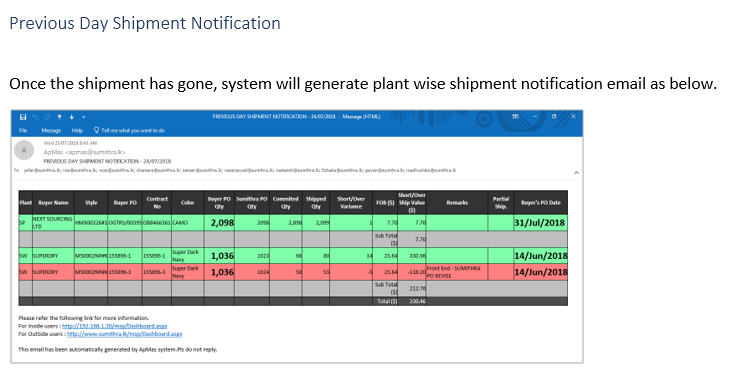 Previous Day Shipment Notification
Once the shipment has gone, system will generate plant wise shipment notification email as below.
PREVIOUS DAY SHIPMENT NOTIFICATION - 24/07/2018 - Message (HTML)
File Message Help Tell me what you want to do
Wed 25/07/2018 8:43 AM
A
ApMas <apmas@sumithra.lk>
PREVIOUS DAY SHIPMENT NOTIFICATION - 24/07/2018
To
Plant Buyer Name Style Buyer PO Contract No Color Buyer PO Qty Sumithra PO Qty Commited Qty Shipped Qty Short/Over Variance FOB ($) Short/Over Ship Value ($) Remarks Partial Ship. Buyer's PO Date
SP NEXT SOURCING LTD CAMO 2,098 2098 2,098 2,099 1 7.70 7.70 31/Jul/2018
Sub Total ($) 7.70
SW SUPERDRY 155896-1 155896-1 Super Dark Navy 1,036 1023 66 80 14 23.64 330.96 14/Jun/2018
SW SUPERDRY 155896-3 155896-3 Super Dark Navy 1,036 1024 58 53 -5 23.64 -118.20 Front End - SUMITHRA PO REVISE 14/Jun/2018
Sub Total ($) 212.76
Total ($) 220.46
Please refer the following link for more information.
For Inside users : http://192.168.1.20/msp/Dashboard.aspx
For OutSide users : http://www.sumithra.lk/msp/Dashboard.aspx
This email has been automatically generated by ApMas system.Pls do not reply.